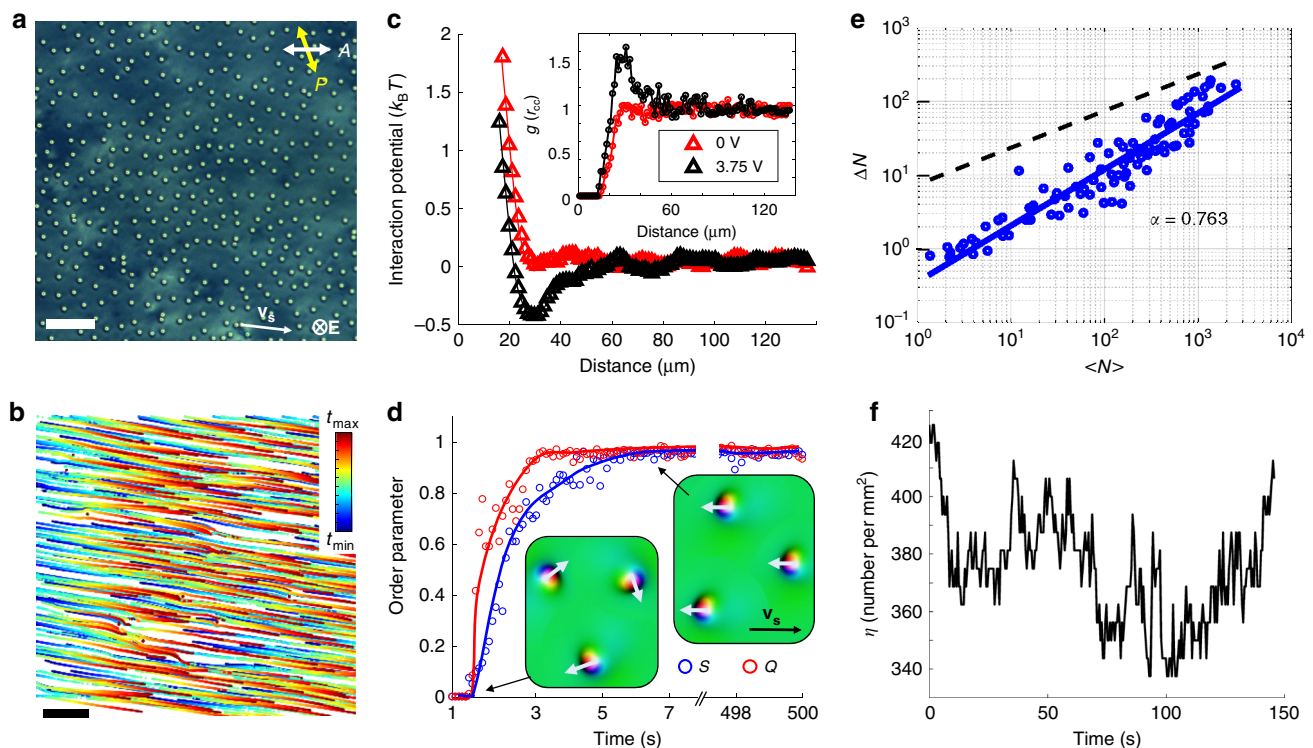 a
A
P
v_s
⊗E
b
t_max
t_min
c
Interaction potential (k_B T)
2
1.5
1
0.5
0
−0.5
0
20
40
60
80
100
120
Distance (μm)
g (r_cc)
1.5
1
0.5
0
0
60
120
Distance (μm)
0 V
3.75 V
d
Order parameter
1
0.8
0.6
0.4
0.2
0
1
3
5
7
498
500
Time (s)
v_s
S
Q
e
ΔN
10^3
10^2
10^1
10^0
10^−1
10^0
10^1
10^2
10^3
10^4
<N>
α = 0.763
f
η (number per mm²)
420
400
380
360
340
0
50
100
150
Time (s)